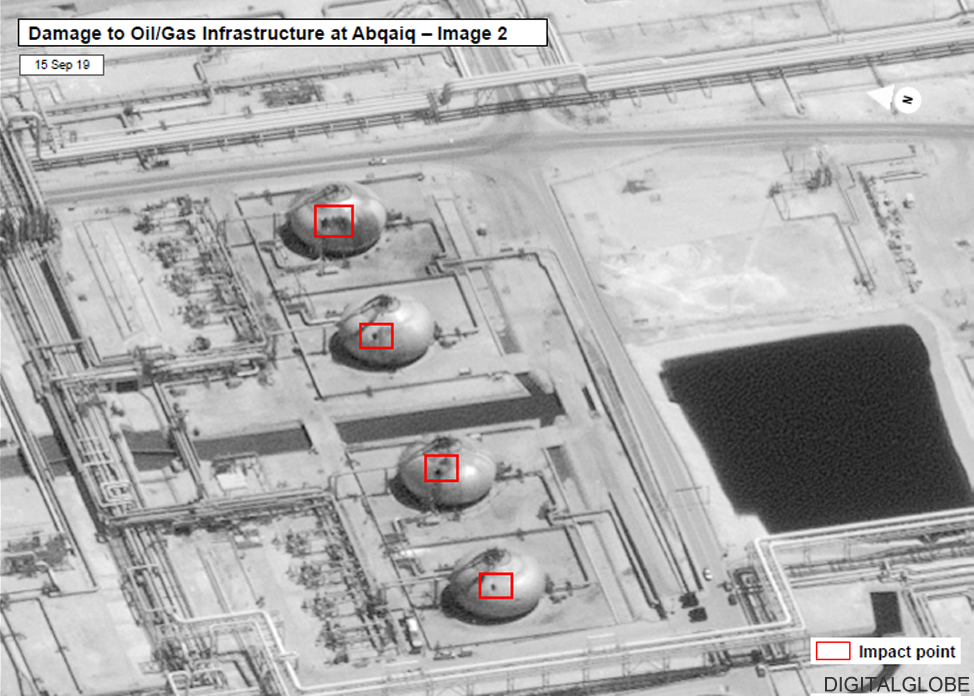 Damage to Oil/Gas Infrastructure at Abqaiq – Image 2
15 Sep 19
N
Impact point
DIGITALGLOBE